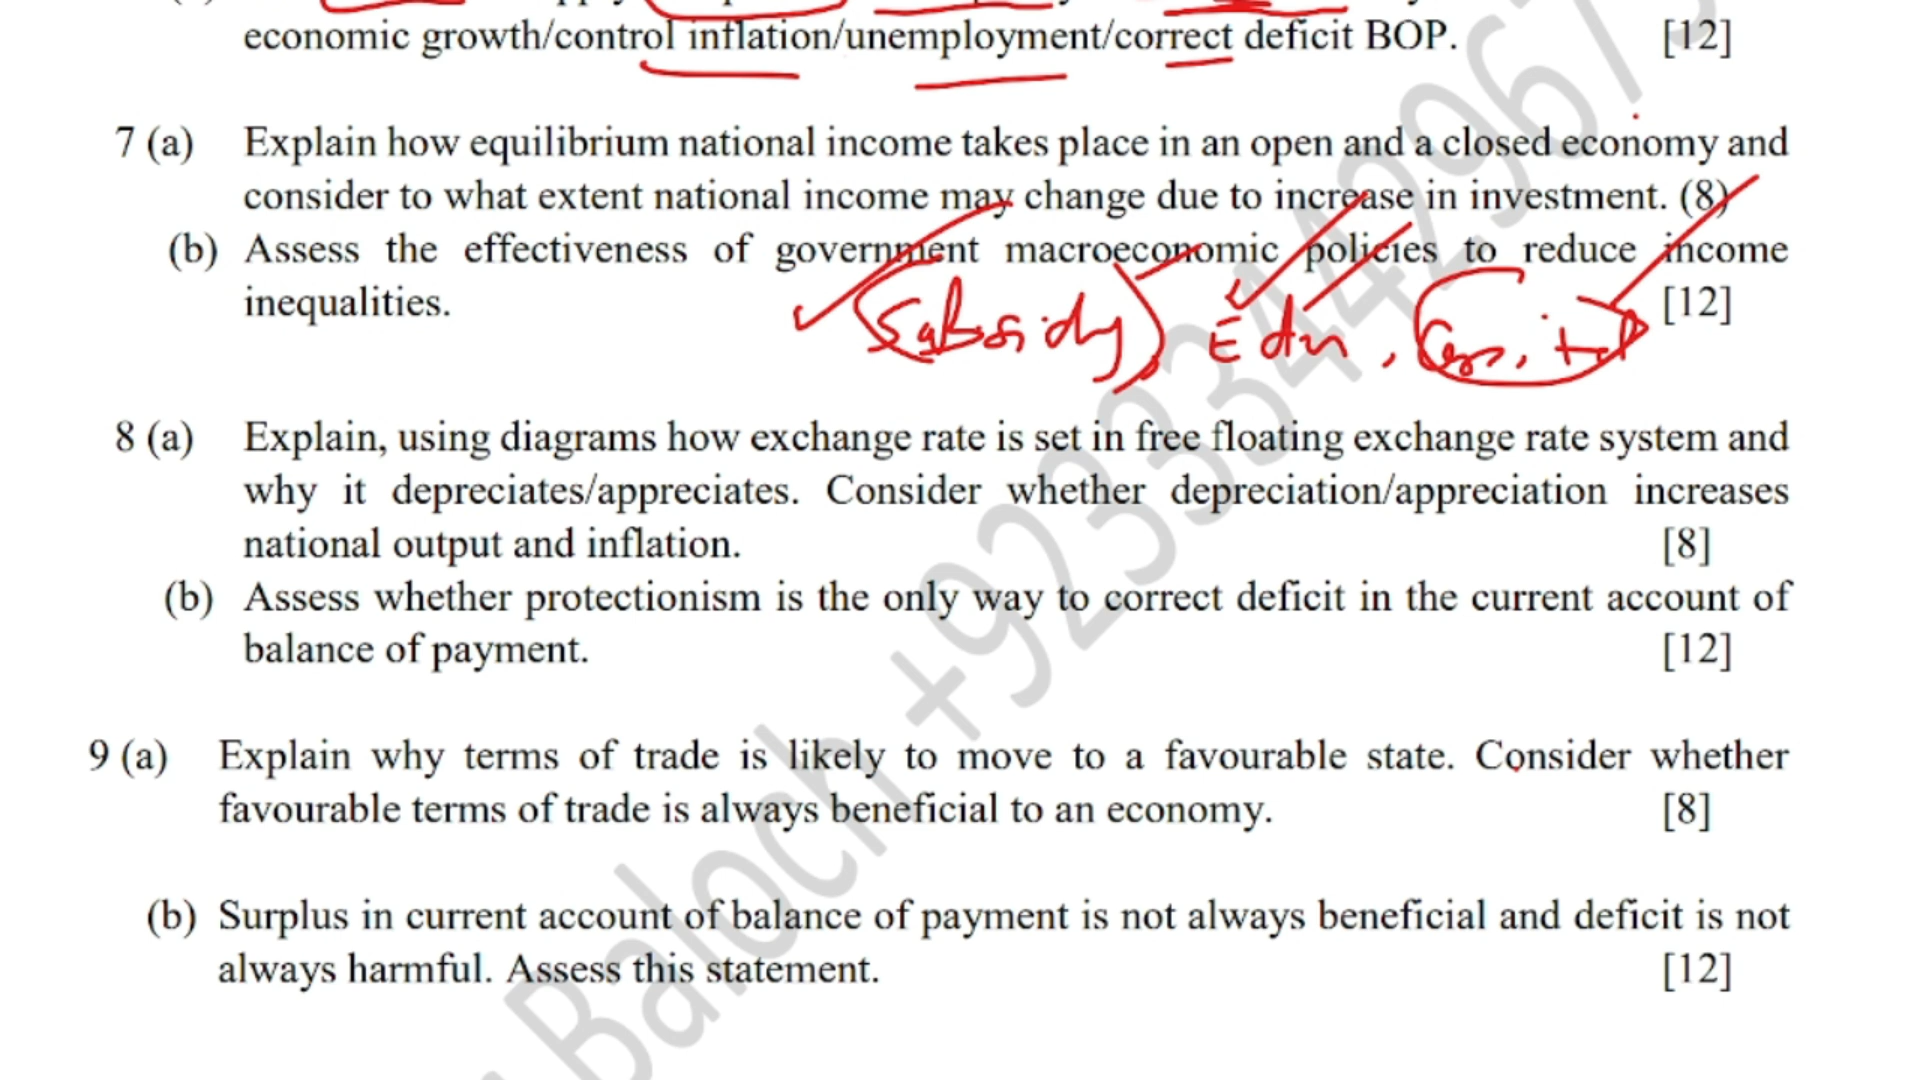 economic growth/control inflation/unemployment/correct deficit BOP. [12]
7 (a) Explain how equilibrium national income takes place in an open and a closed economy and
consider to what extent national income may change due to increase in investment. (8)
(b) Assess the effectiveness of government macroeconomic policies to reduce income
inequalities. [12]
Subsidy, Edu,
8 (a) Explain, using diagrams how exchange rate is set in free floating exchange rate system and
why it depreciates/appreciates. Consider whether depreciation/appreciation increases
national output and inflation. [8]
(b) Assess whether protectionism is the only way to correct deficit in the current account of
balance of payment. [12]
9 (a) Explain why terms of trade is likely to move to a favourable state. Consider whether
favourable terms of trade is always beneficial to an economy. [8]
(b) Surplus in current account of balance of payment is not always beneficial and deficit is not
always harmful. Assess this statement. [12]
Baloch +9233442967